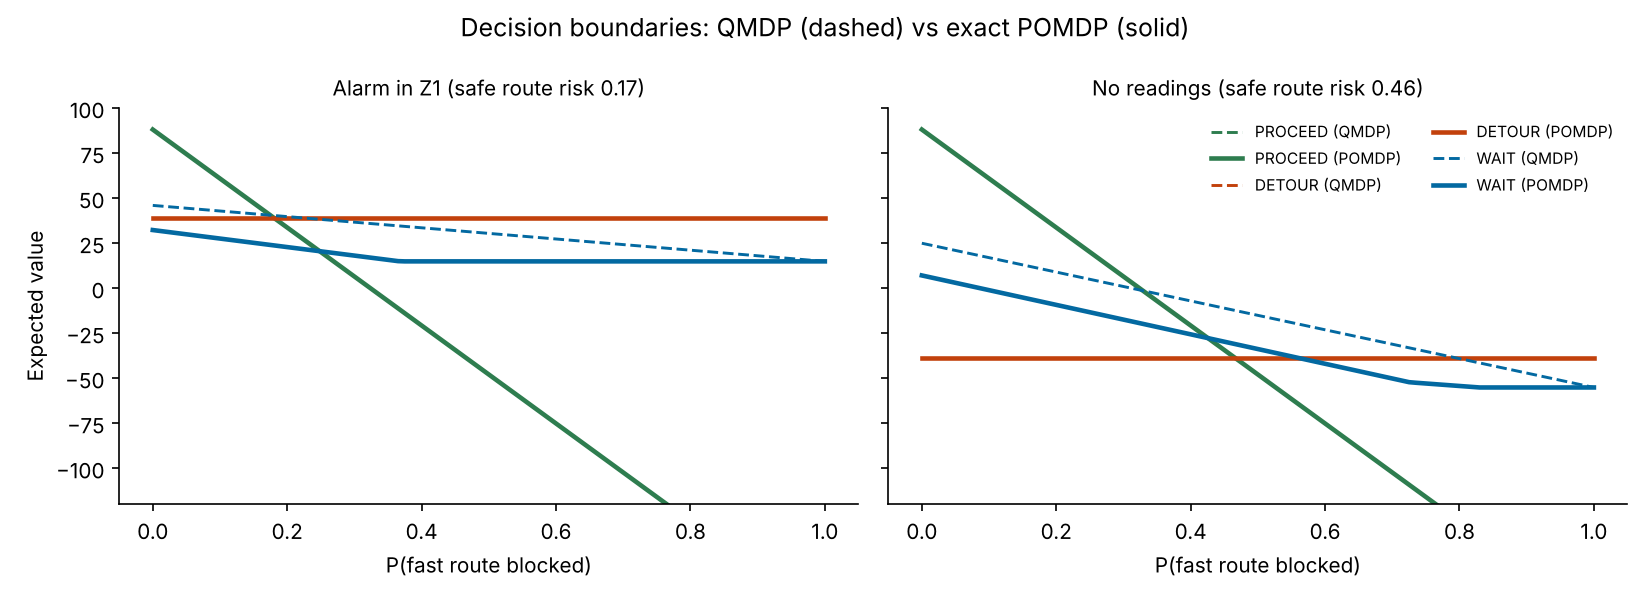 Decision boundaries: QMDP (dashed) vs exact POMDP (solid)
Alarm in Z1 (safe route risk 0.17)
100
75
50
25
0
−25
−50
−75
−100
Expected value
0.0 0.2 0.4 0.6 0.8 1.0
P(fast route blocked)
No readings (safe route risk 0.46)
PROCEED (QMDP)
PROCEED (POMDP)
DETOUR (QMDP)
DETOUR (POMDP)
WAIT (QMDP)
WAIT (POMDP)
0.0 0.2 0.4 0.6 0.8 1.0
P(fast route blocked)